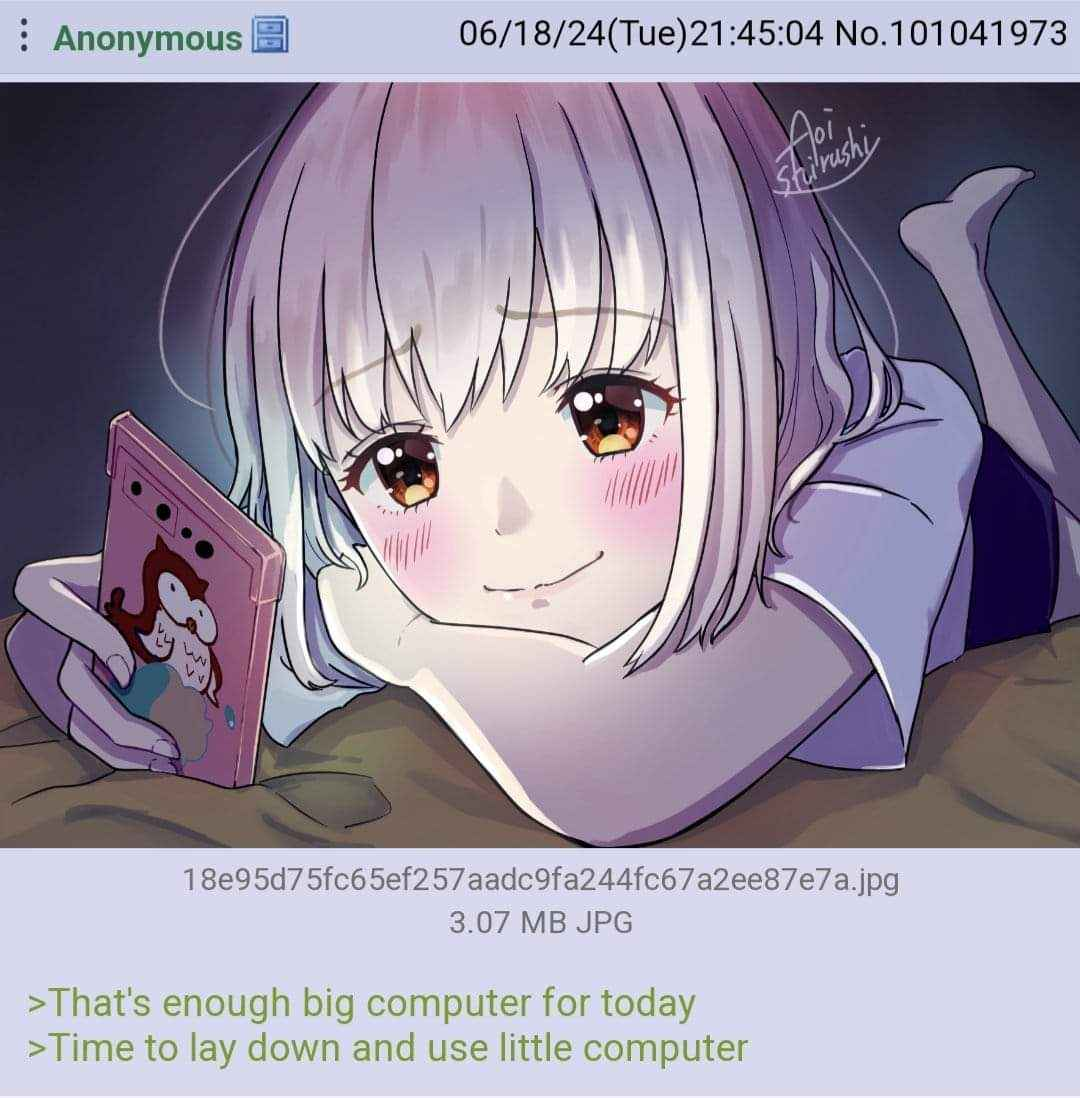 Anonymous
06/18/24(Tue)21:45:04 No.101041973
Aoi
18e95d75fc65ef257aadc9fa244fc67a2ee87e7a.jpg
3.07 MB JPG
>That's enough big computer for today
>Time to lay down and use little computer